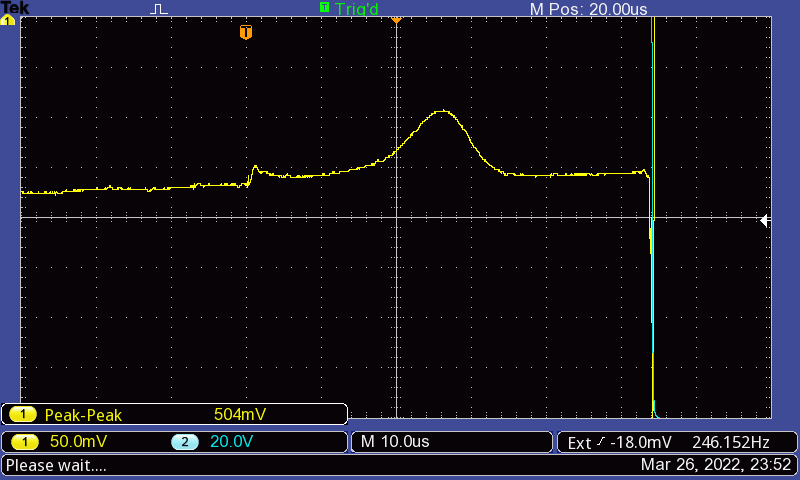 Tek T Trig'd M Pos: 20.00us
1
T
1 Peak-Peak 504mV
1 50.0mV 2 20.0V M 10.0us Ext -18.0mV 246.152Hz
Please wait.... Mar 26, 2022, 23:52